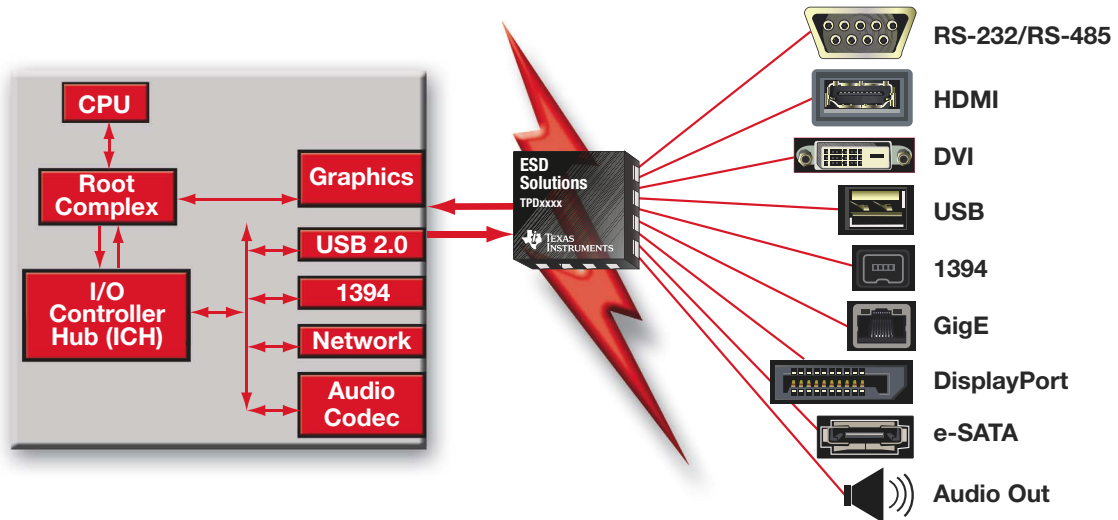 CPU
Root
Complex
I/O
Controller
Hub (ICH)
Graphics
USB 2.0
1394
Network
Audio
Codec
ESD
Solutions
TPDxxxx
TEXAS
INSTRUMENTS
RS-232/RS-485
HDMI
DVI
USB
1394
GigE
DisplayPort
e-SATA
Audio Out